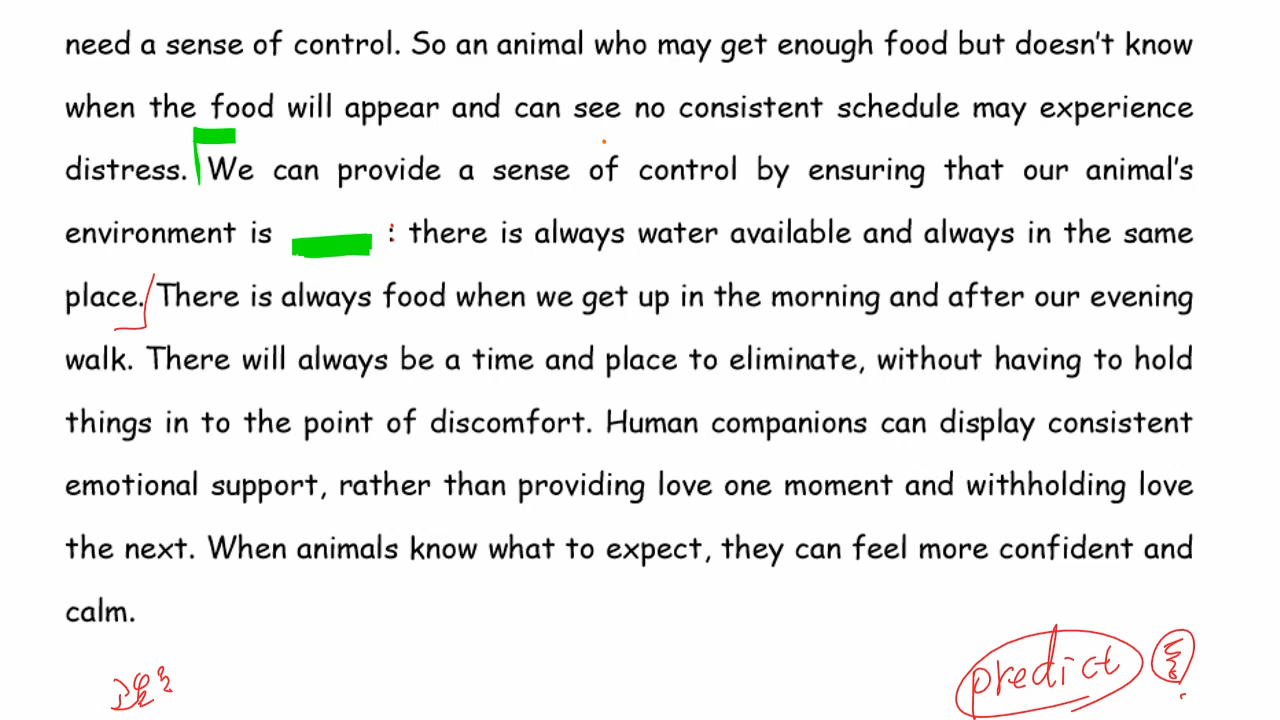 need a sense of control. So an animal who may get enough food but doesn't know
when the food will appear and can see no consistent schedule may experience
distress. We can provide a sense of control by ensuring that our animal's
environment is : there is always water available and always in the same
place. There is always food when we get up in the morning and after our evening
walk. There will always be a time and place to eliminate, without having to hold
things in to the point of discomfort. Human companions can display consistent
emotional support, rather than providing love one moment and withholding love
the next. When animals know what to expect, they can feel more confident and
calm.
predict